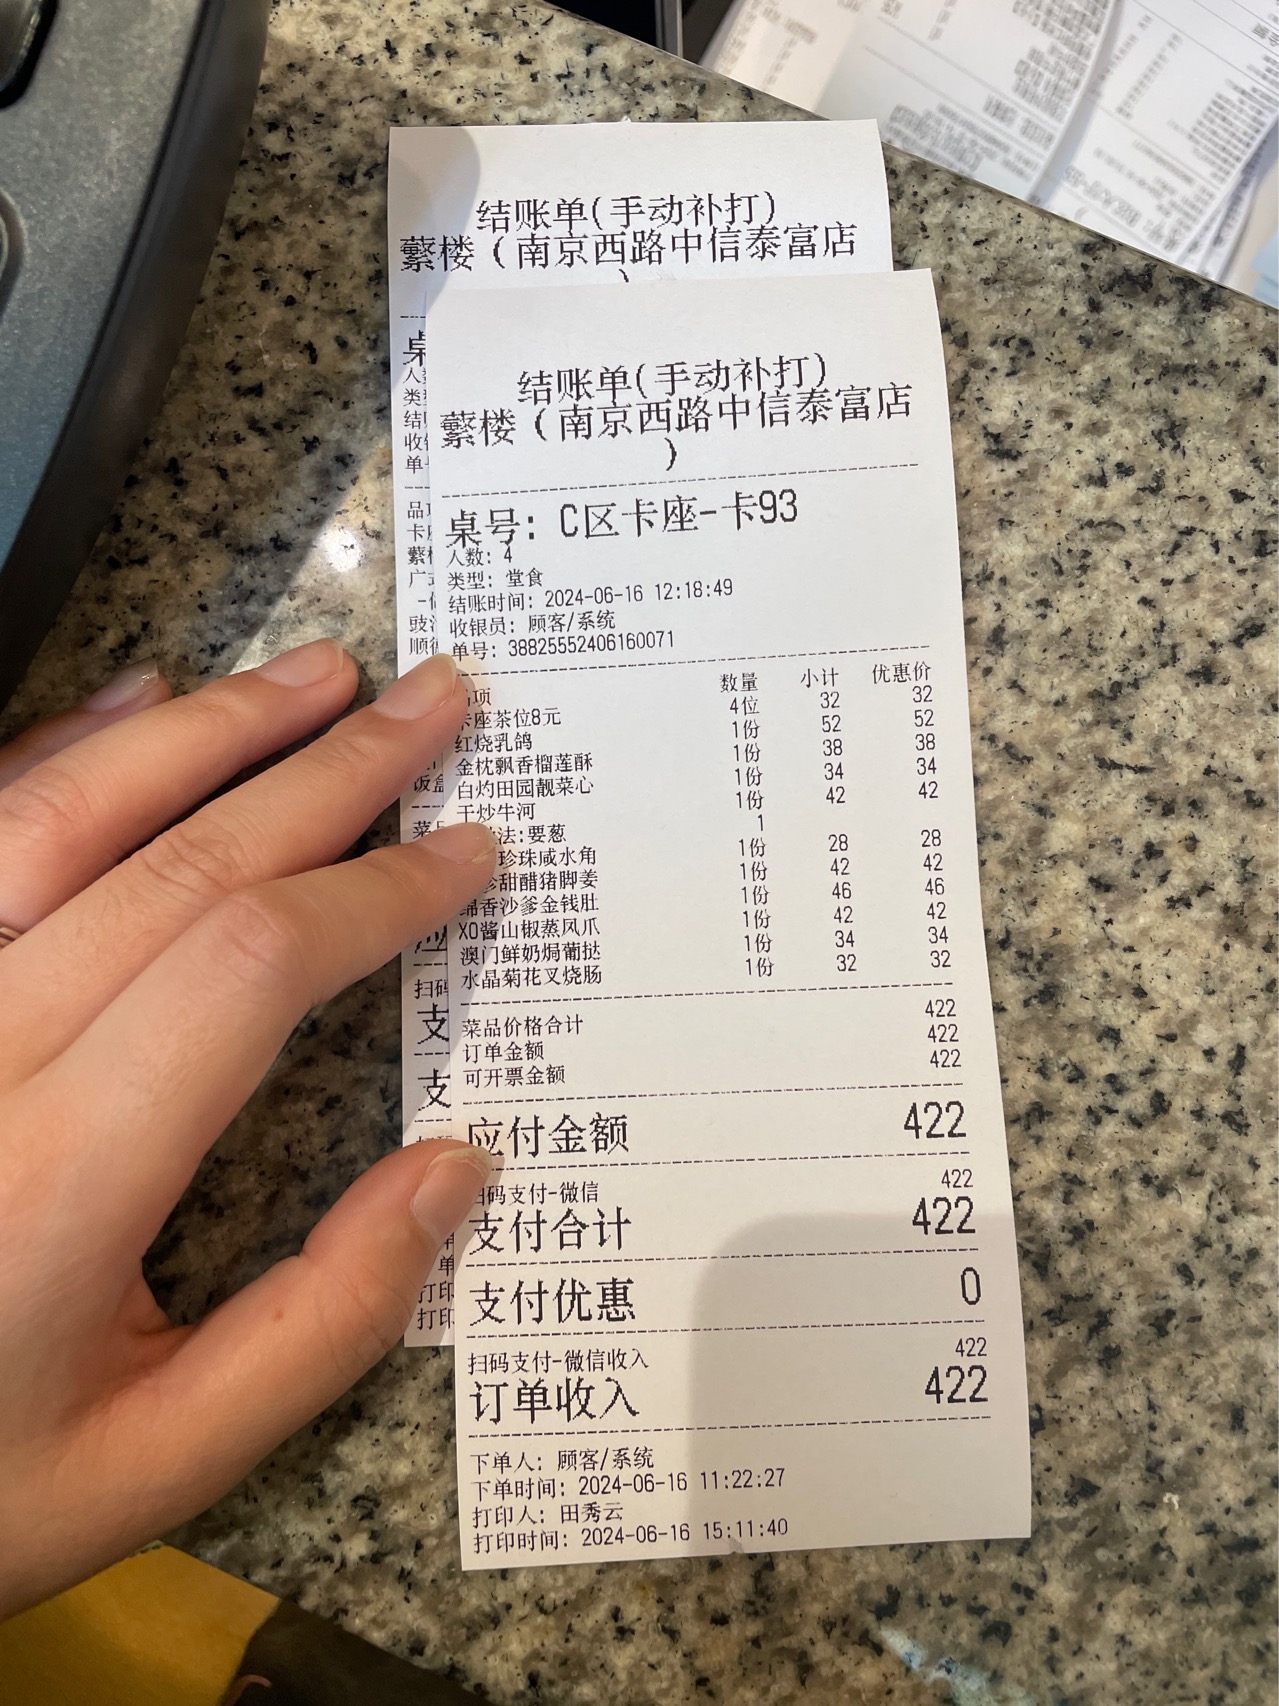 结账单(手动补打)
蘩楼(南京西路中信泰富店
)
结账单(手动补打)
蘩楼(南京西路中信泰富店
)
桌号: C区卡座-卡93
人数: 4
类型: 堂食
结账时间: 2024-06-16 12:18:49
收银员: 顾客/系统
单号: 38825552406160071
项 数量 小计 优惠价
卡座茶位8元 4位 32 32
红烧乳鸽 1份 52 52
金枕飘香榴莲酥 1份 38 38
白灼田园靓菜心 1份 34 34
干炒牛河 1份 42 42
法:要葱 1
珍珠咸水角 1份 28 28
甜醋猪脚姜 1份 42 42
香沙爹金钱肚 1份 46 46
XO酱山椒蒸凤爪 1份 42 42
澳门鲜奶焗葡挞 1份 34 34
水晶菊花叉烧肠 1份 32 32
菜品价格合计 422
订单金额 422
可开票金额 422
应付金额 422
扫码支付-微信 422
支付合计 422
支付优惠 0
扫码支付-微信收入 422
订单收入 422
下单人: 顾客/系统
下单时间: 2024-06-16 11:22:27
打印人: 田秀云
打印时间: 2024-06-16 15:11:40